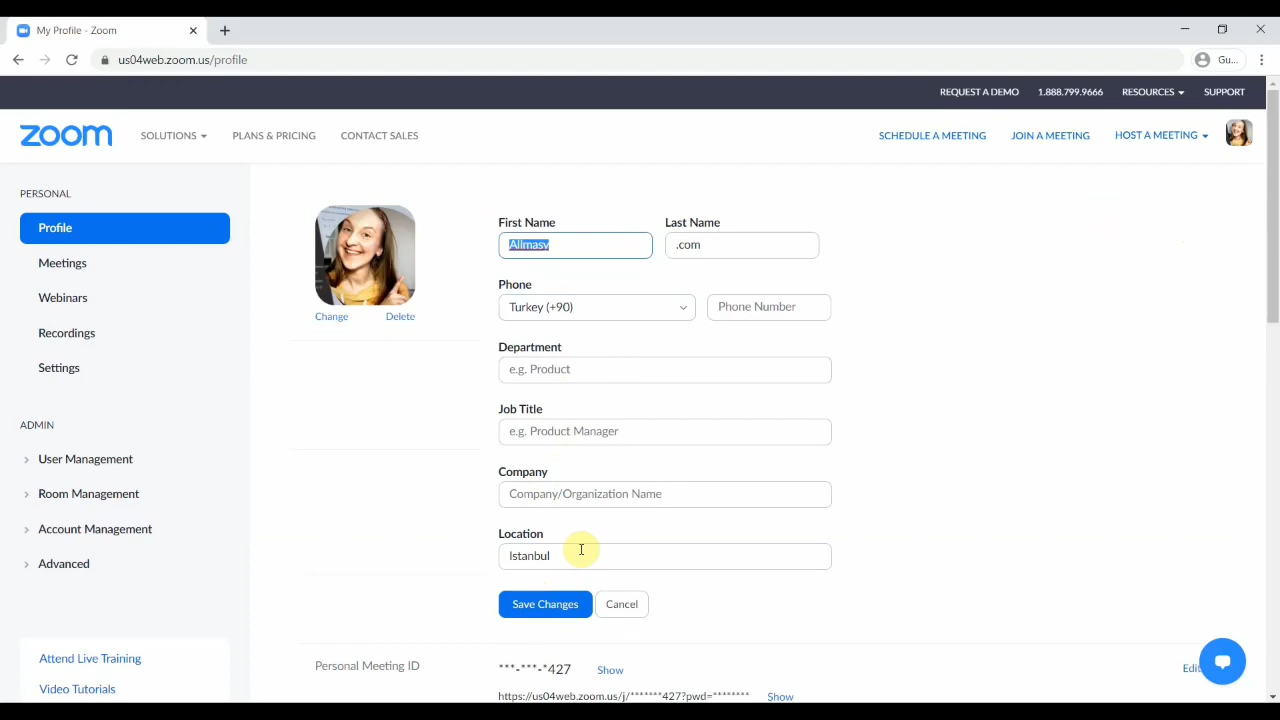 My Profile - Zoom
us04web.zoom.us/profile
Gu...
REQUEST A DEMO 1.888.799.9666 RESOURCES SUPPORT
zoom SOLUTIONS PLANS & PRICING CONTACT SALES SCHEDULE A MEETING JOIN A MEETING HOST A MEETING
PERSONAL
Profile
Meetings
Webinars
Recordings
Settings
ADMIN
User Management
Room Management
Account Management
Advanced
Attend Live Training
Video Tutorials
Change Delete
First Name Last Name
Allmasv .com
Phone
Turkey (+90) Phone Number
Department
e.g. Product
Job Title
e.g. Product Manager
Company
Company/Organization Name
Location
Istanbul
Save Changes Cancel
Personal Meeting ID ***-***-*427 Show Edit
https://us04web.zoom.us/j/*******427?pwd=******** Show